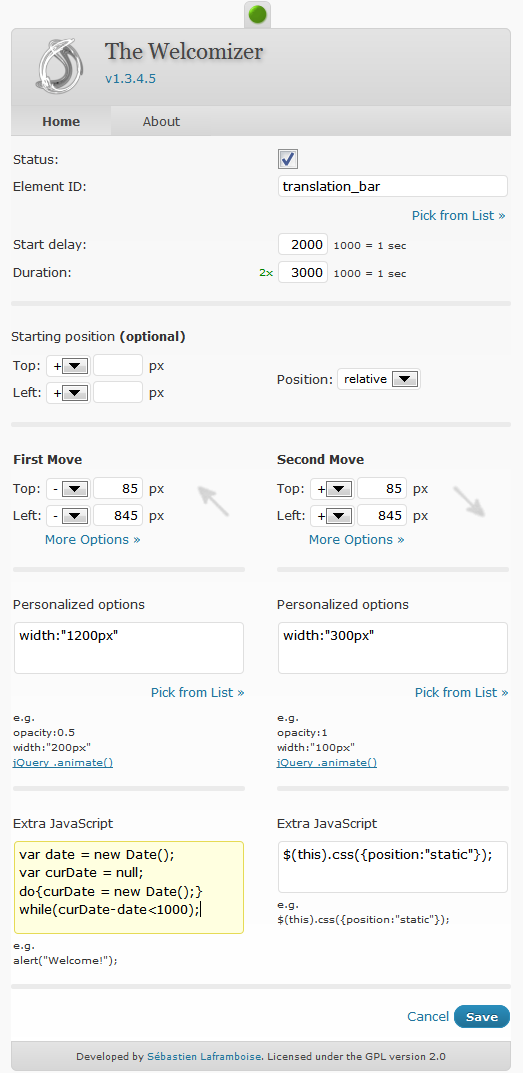 The Welcomizer
v1.3.4.5
Home About
Status:
Element ID: translation_bar
Pick from List »
Start delay: 2000 1000 = 1 sec
Duration: 2x 3000 1000 = 1 sec
Starting position (optional)
Top: + px
Left: + px
Position: relative
First Move
Top: - 85 px
Left: - 845 px
More Options »
Second Move
Top: + 85 px
Left: + 845 px
More Options »
Personalized options
width:"1200px"
Pick from List »
e.g.
opacity:0.5
width:"200px"
jQuery .animate()
Personalized options
width:"300px"
Pick from List »
e.g.
opacity:1
width:"100px"
jQuery .animate()
Extra JavaScript
var date = new Date();
var curDate = null;
do{curDate = new Date();}
while(curDate-date<1000);
e.g.
alert("Welcome!");
Extra JavaScript
$(this).css({position:"static"});
e.g.
$(this).css({position:"static"});
Cancel Save
Developed by Sébastien Laframboise. Licensed under the GPL version 2.0